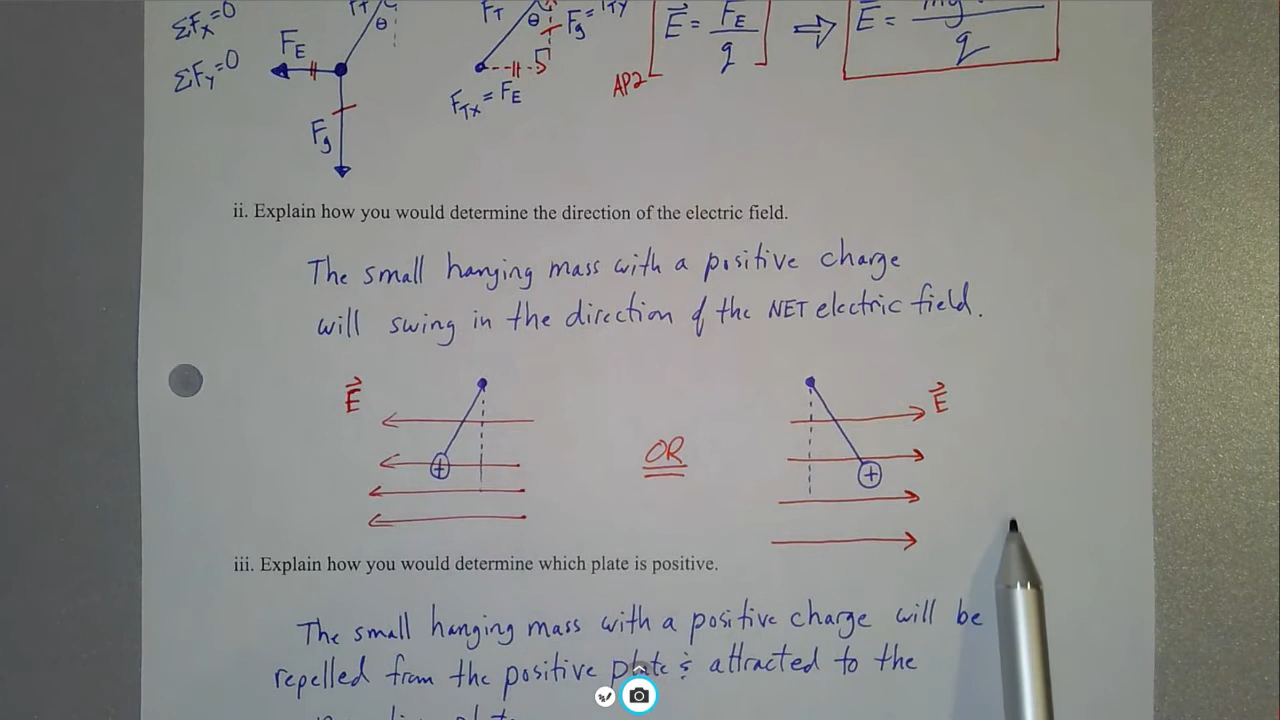 ΣFx=0
θ
FT
θ
Fg = FTy
E = FE/q ⇒ E = mg / q
FE
ΣFy=0
AP2
FTx = FE
Fg
ii. Explain how you would determine the direction of the electric field.
The small hanging mass with a positive charge
will swing in the direction of the NET electric field.
E
E
OR
+
+
iii. Explain how you would determine which plate is positive.
The small hanging mass with a positive charge will be
repelled from the positive plate & attracted to the